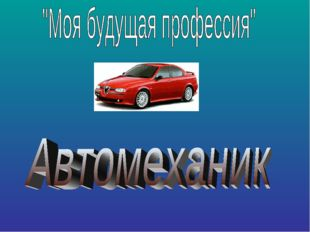 "Моя будущая профессия"
Автомеханик